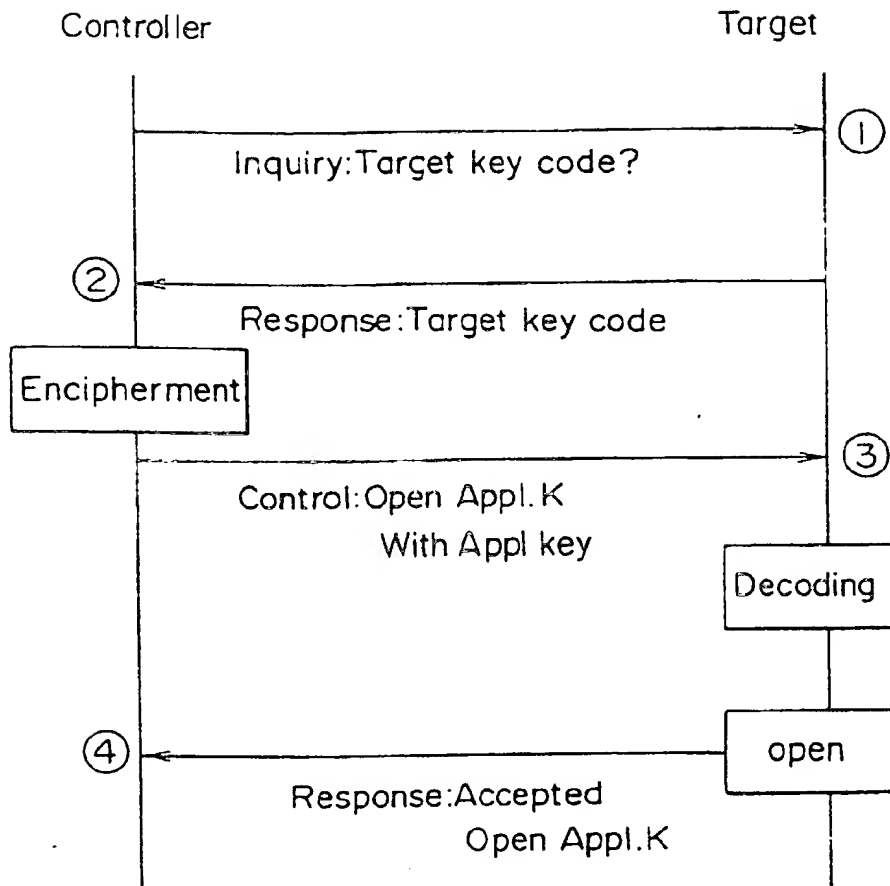 Controller
Target
①
Inquiry:Target key code?
②
Response:Target key code
Encipherment
③
Control:Open Appl.K
With Appl key
Decoding
④
open
Response:Accepted
Open Appl.K